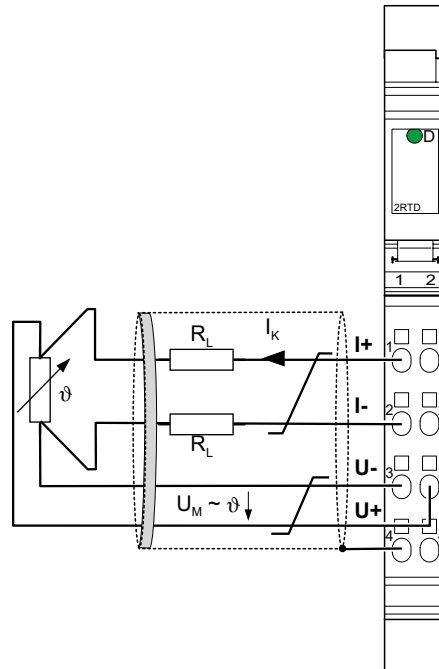 D
2RTD
1 2
R_L
I_K
I+
1
I-
2
R_L
ϑ
U-
3
U_M ~ ϑ
U+
4